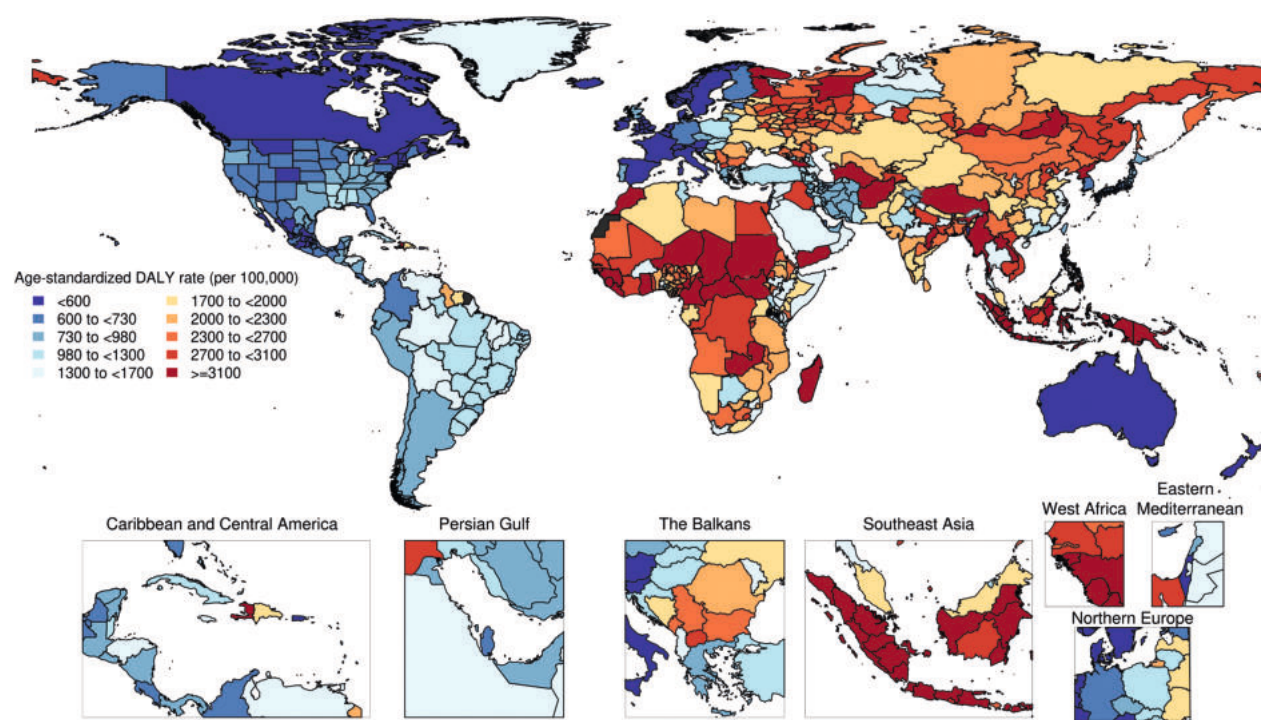 Age-standardized DALY rate (per 100,000)
<600
600 to <730
730 to <980
980 to <1300
1300 to <1700
1700 to <2000
2000 to <2300
2300 to <2700
2700 to <3100
>=3100
Caribbean and Central America
Persian Gulf
The Balkans
Southeast Asia
West Africa
Eastern
Mediterranean
Northern Europe